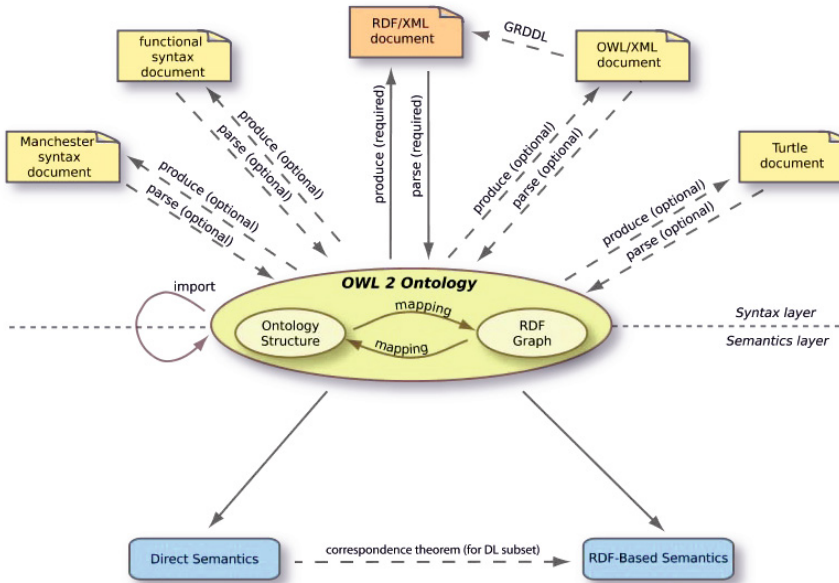 RDF/XML
document
functional
syntax
document
GRDDL
OWL/XML
document
Manchester
syntax
document
Turtle
document
produce (optional)
parse (optional)
produce (optional)
parse (optional)
produce (required)
parse (required)
produce (optional)
parse (optional)
produce (optional)
parse (optional)
import
OWL 2 Ontology
mapping
Ontology
Structure
RDF
Graph
mapping
Syntax layer
Semantics layer
Direct Semantics
correspondence theorem (for DL subset)
RDF-Based Semantics